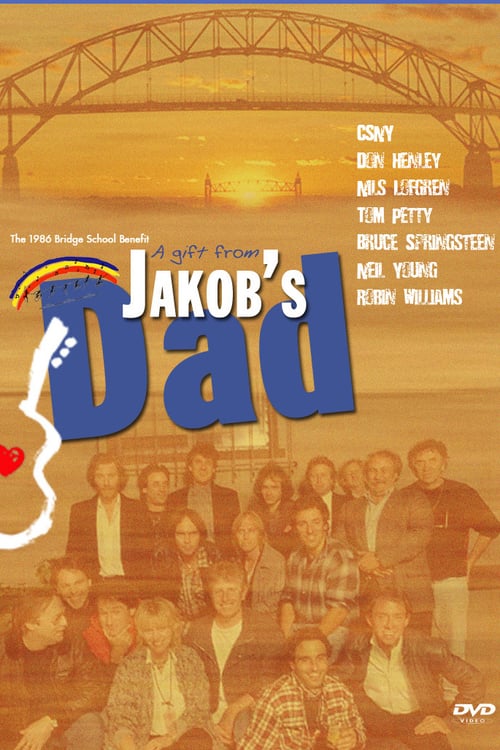 CSNY
DON HENLEY
NILS LOFGREN
TOM PETTY
BRUCE SPRINGSTEEN
NEIL YOUNG
ROBIN WILLIAMS
The 1986 Bridge School Benefit
A gift from
JAKOB'S
Dad
DVD
VIDEO